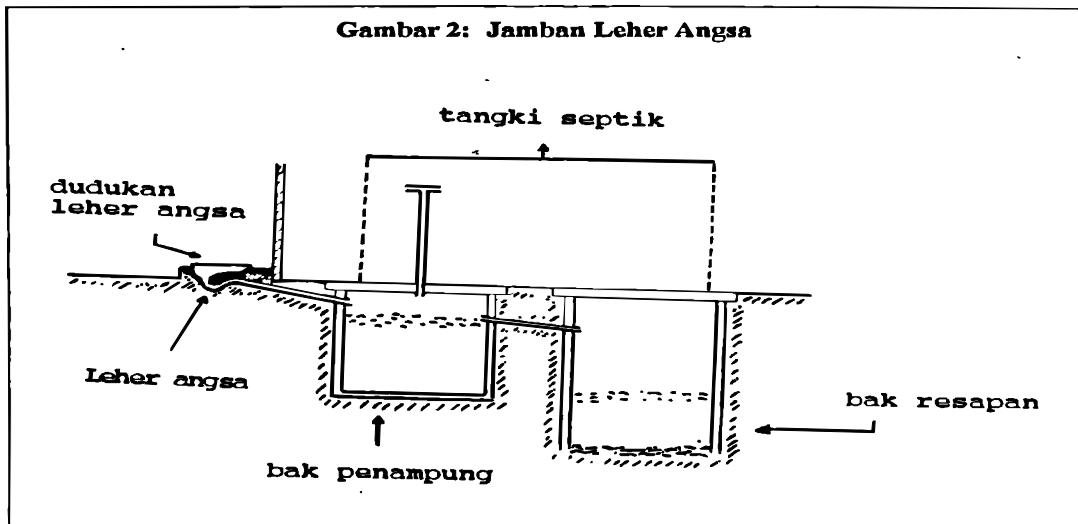 Gambar 2: Jamban Leher Angsa
tangki septik
dudukan
leher angsa
Leher angsa
bak resapan
bak penampung